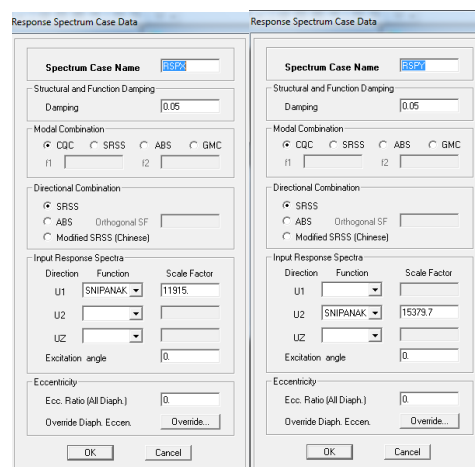 Response Spectrum Case Data
Spectrum Case Name RSPX
Structural and Function Damping
Damping 0.05
Modal Combination
CQC SRSS ABS GMC
f1 f2
Directional Combination
SRSS
ABS Orthogonal SF
Modified SRSS (Chinese)
Input Response Spectra
Direction Function Scale Factor
U1 SNIPANAK 11915.
U2
UZ
Excitation angle 0.
Eccentricity
Ecc. Ratio (All Diaph.) 0.
Override Diaph. Eccen. Override...
OK Cancel
Response Spectrum Case Data
Spectrum Case Name RSPY
Structural and Function Damping
Damping 0.05
Modal Combination
CQC SRSS ABS GMC
f1 f2
Directional Combination
SRSS
ABS Orthogonal SF
Modified SRSS (Chinese)
Input Response Spectra
Direction Function Scale Factor
U1
U2 SNIPANAK 15379.7
UZ
Excitation angle 0.
Eccentricity
Ecc. Ratio (All Diaph.) 0.
Override Diaph. Eccen. Override...
OK Cancel